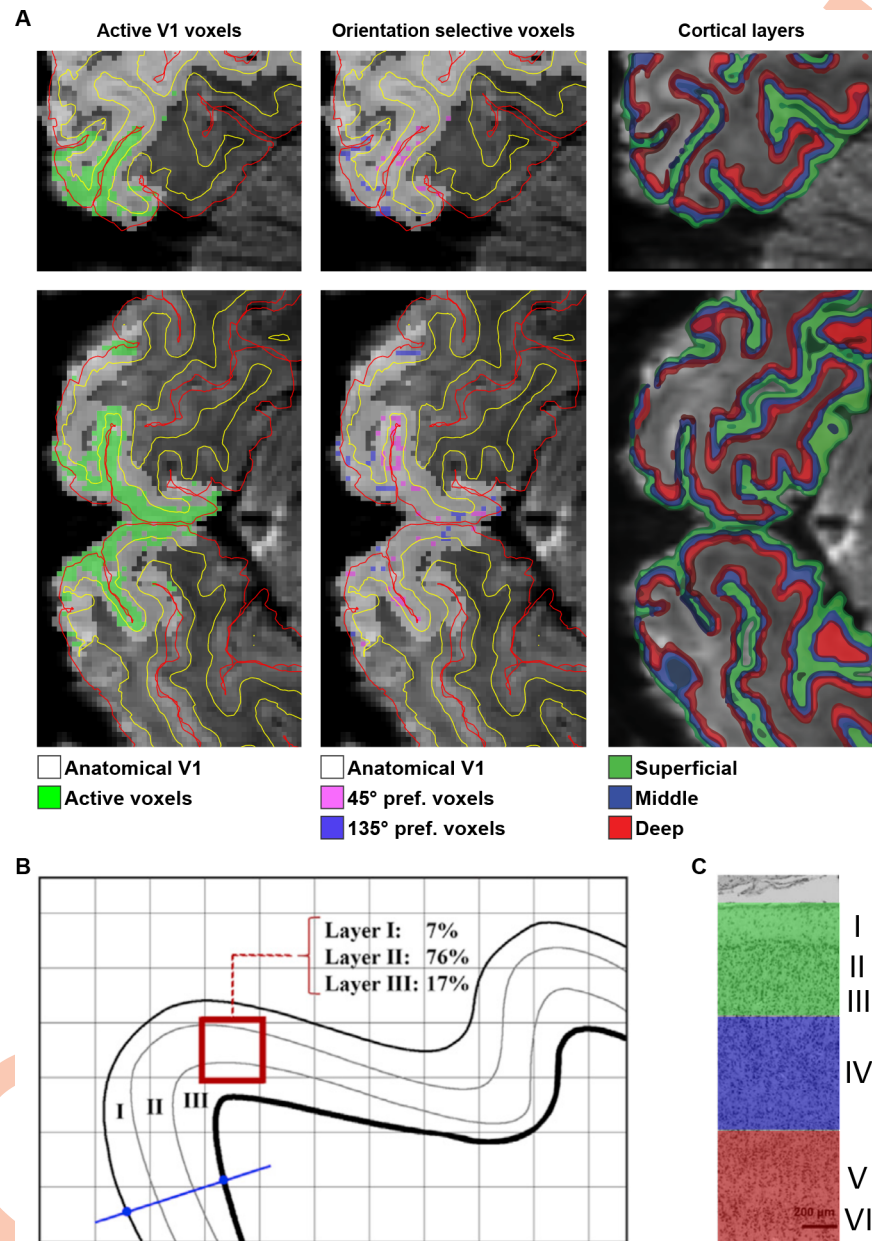 A
Active V1 voxels
Orientation selective voxels
Cortical layers
Anatomical V1
Active voxels
Anatomical V1
45° pref. voxels
135° pref. voxels
Superficial
Middle
Deep
B
Layer I: 7%
Layer II: 76%
Layer III: 17%
I
II
III
C
I
II
III
IV
V
VI
200 µm